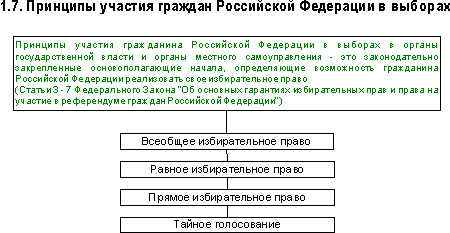 1.7. Принципы участия граждан Российской Федерации в выборах
Принципы участия гражданина Российской Федерации в выборах в органы
государственной власти и органы местного самоуправления - это законодательно
закрепленные основополагающие начала, определяющие возможность гражданина
Российской Федерации реализовать свое избирательное право
(Статьи 3 - 7 Федерального Закона "Об основных гарантиях избирательных прав и права на
участие в референдуме граждан Российской Федерации")
Всеобщее избирательное право
Равное избирательное право
Прямое избирательное право
Тайное голосование